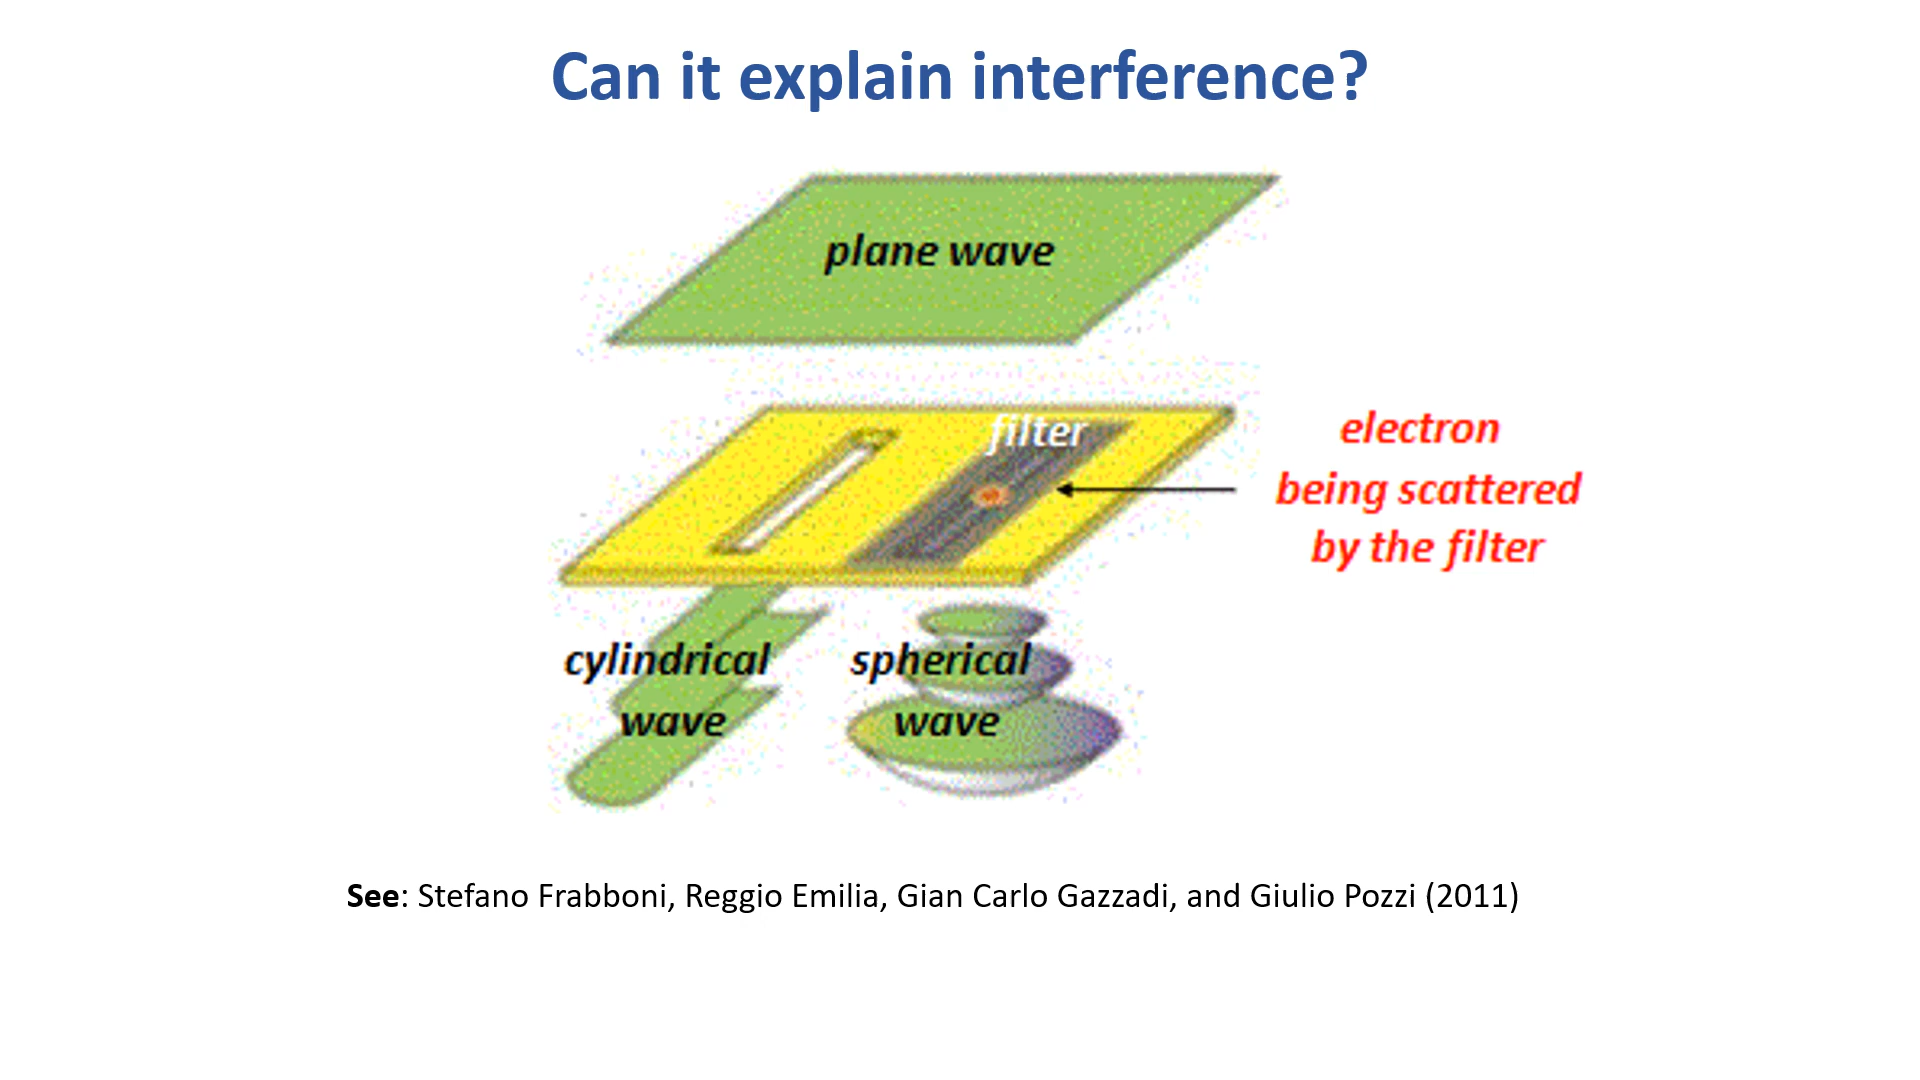 Can it explain interference?
plane wave
filter
electron
being scattered
by the filter
cylindrical
wave
spherical
wave
See: Stefano Frabboni, Reggio Emilia, Gian Carlo Gazzadi, and Giulio Pozzi (2011)